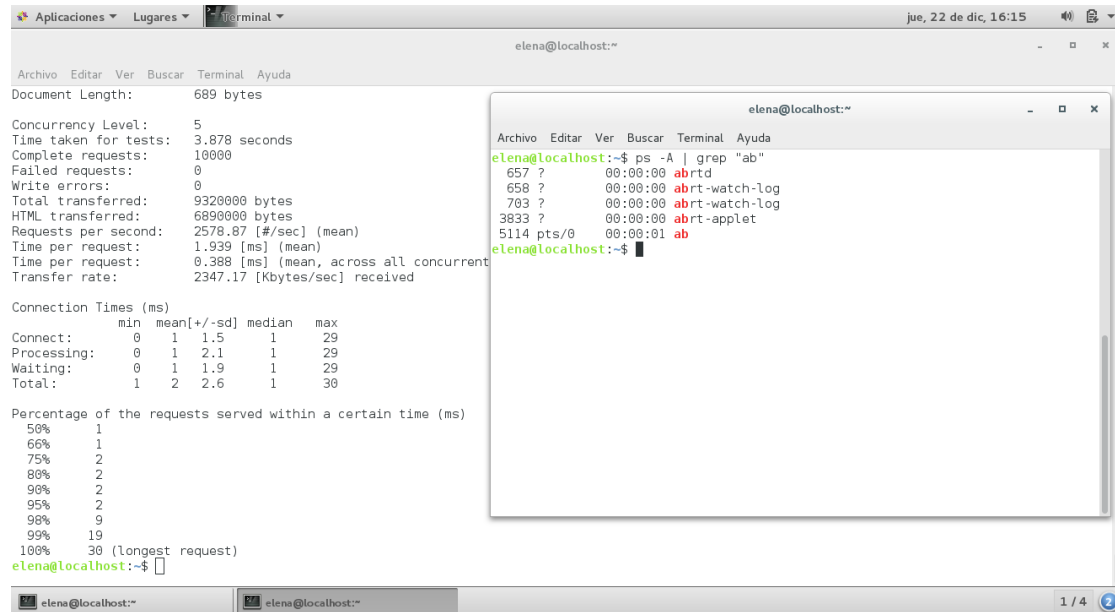 Aplicaciones Lugares Terminal jue, 22 de dic, 16:15
elena@localhost:~
Archivo Editar Ver Buscar Terminal Ayuda
Document Length: 689 bytes
Concurrency Level: 5
Time taken for tests: 3.878 seconds
Complete requests: 10000
Failed requests: 0
Write errors: 0
Total transferred: 9320000 bytes
HTML transferred: 6890000 bytes
Requests per second: 2578.87 [#/sec] (mean)
Time per request: 1.939 [ms] (mean)
Time per request: 0.388 [ms] (mean, across all concurrent
Transfer rate: 2347.17 [Kbytes/sec] received
Connection Times (ms)
min mean[+/-sd] median max
Connect: 0 1 1.5 1 29
Processing: 0 1 2.1 1 29
Waiting: 0 1 1.9 1 29
Total: 1 2 2.6 1 30
Percentage of the requests served within a certain time (ms)
50% 1
66% 1
75% 2
80% 2
90% 2
95% 2
98% 9
99% 19
100% 30 (longest request)
elena@localhost:~$
elena@localhost:~
Archivo Editar Ver Buscar Terminal Ayuda
elena@localhost:~$ ps -A | grep "ab"
657 ? 00:00:00 abrtd
658 ? 00:00:00 abrt-watch-log
703 ? 00:00:00 abrt-watch-log
3833 ? 00:00:00 abrt-applet
5114 pts/0 00:00:01 ab
elena@localhost:~$
elena@localhost:~ elena@localhost:~ 1 / 4 2